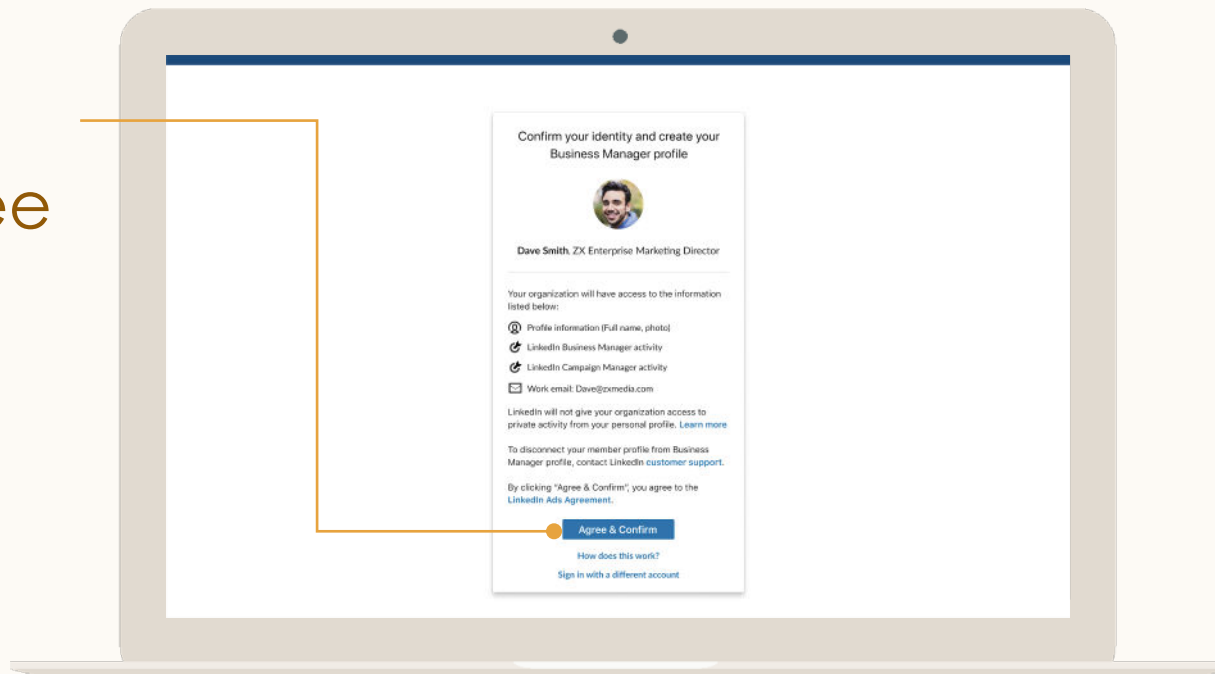 ee
Confirm your identity and create your
Business Manager profile
Dave Smith, ZX Enterprise Marketing Director
Your organization will have access to the information
listed below:
Profile information (Full name, photo)
LinkedIn Business Manager activity
LinkedIn Campaign Manager activity
Work email: Dave@zxmedia.com
LinkedIn will not give your organization access to
private activity from your personal profile. Learn more
To disconnect your member profile from Business
Manager profile, contact LinkedIn customer support.
By clicking "Agree & Confirm", you agree to the
LinkedIn Ads Agreement.
Agree & Confirm
How does this work?
Sign in with a different account